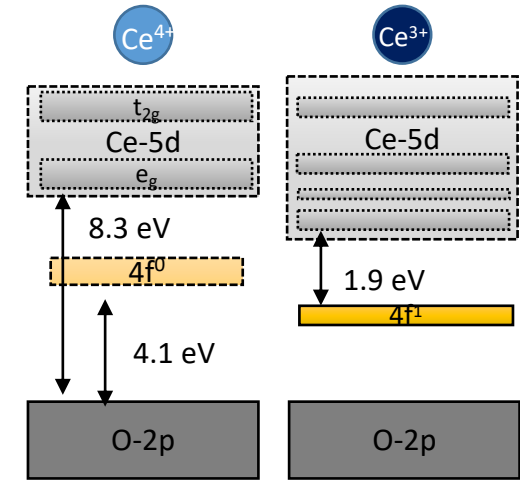 Ce⁴⁺
t₂g
Ce-5d
e_g
8.3 eV
4f⁰
4.1 eV
O-2p
Ce³⁺
Ce-5d
1.9 eV
4f¹
O-2p